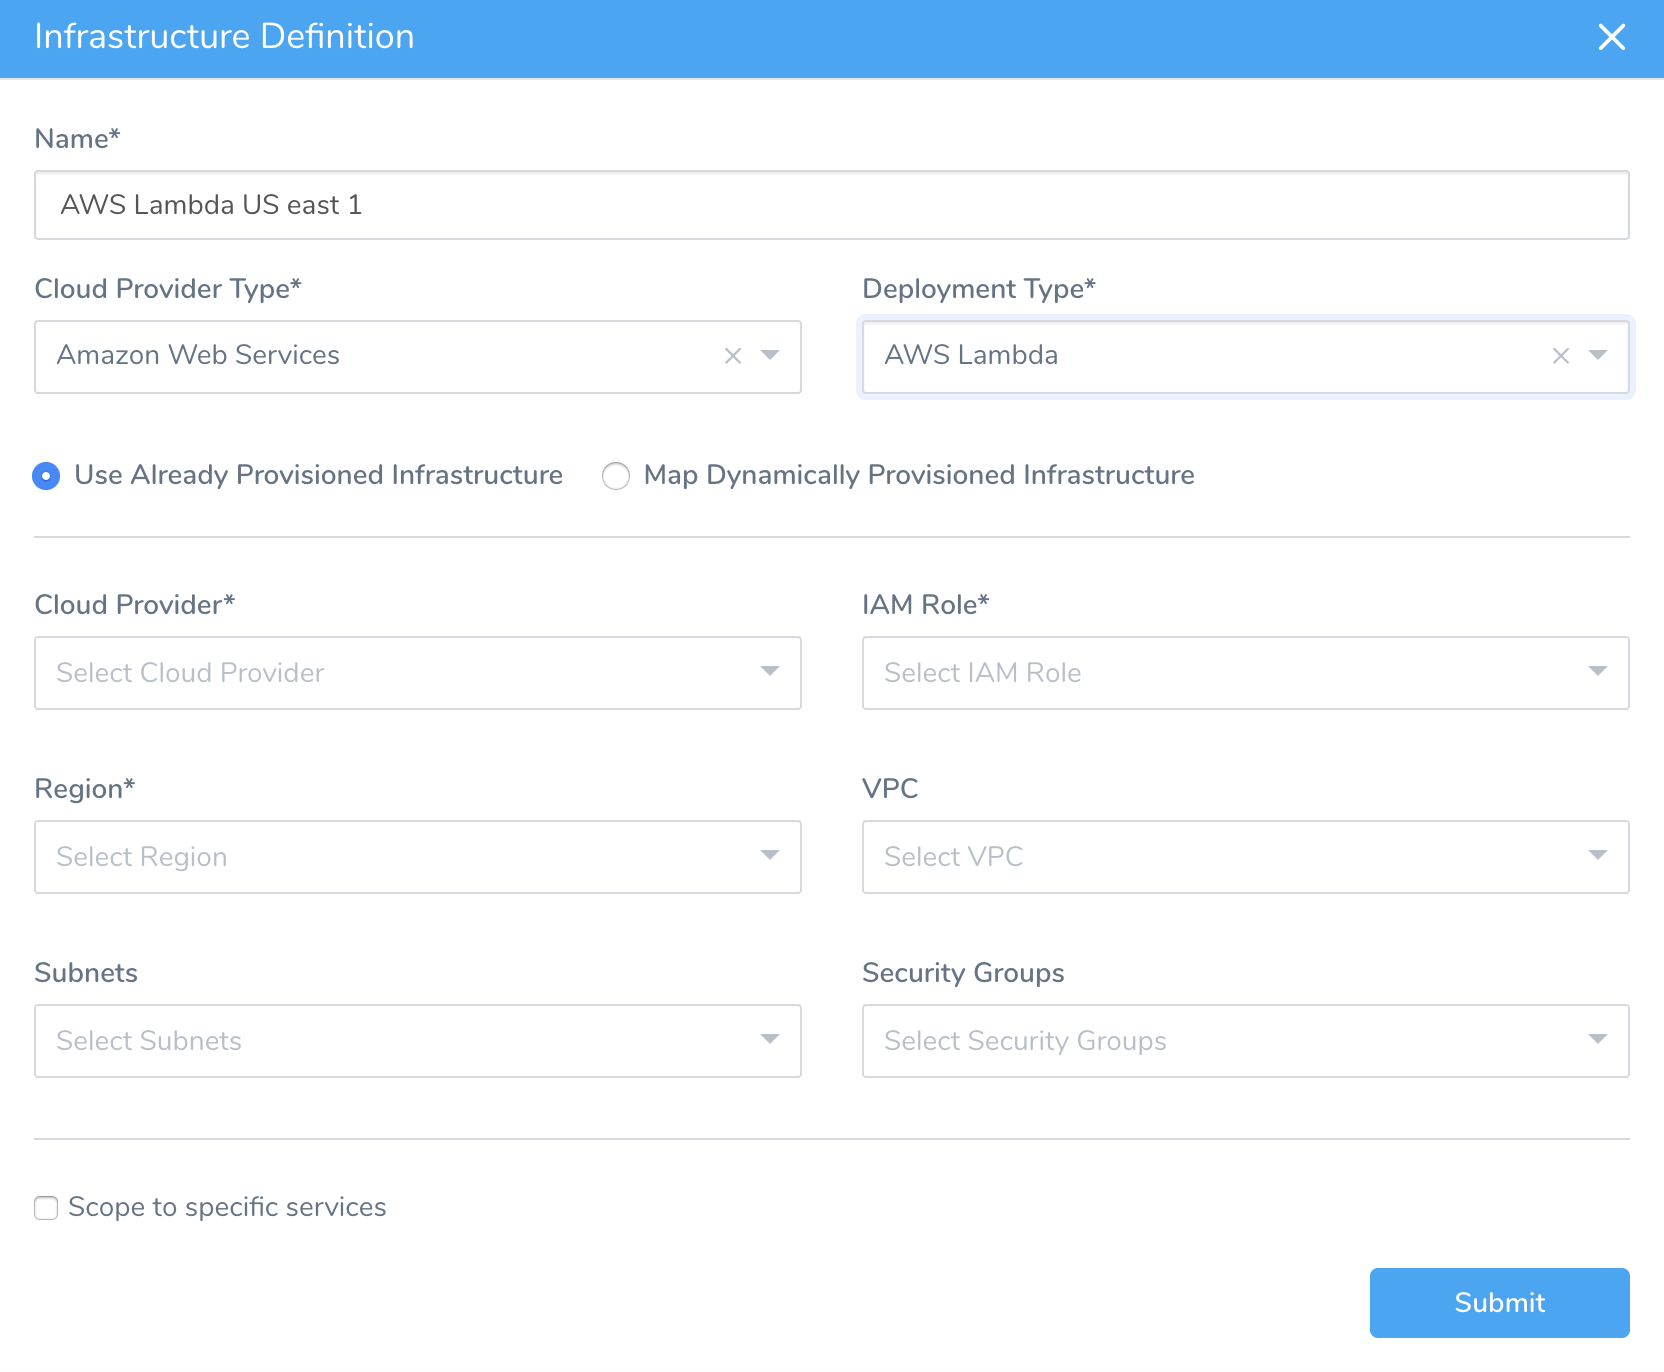 Infrastructure Definition
Name*
AWS Lambda US east 1
Cloud Provider Type* Deployment Type*
Amazon Web Services AWS Lambda
Use Already Provisioned Infrastructure Map Dynamically Provisioned Infrastructure
Cloud Provider* IAM Role*
Select Cloud Provider Select IAM Role
Region* VPC
Select Region Select VPC
Subnets Security Groups
Select Subnets Select Security Groups
Scope to specific services
Submit